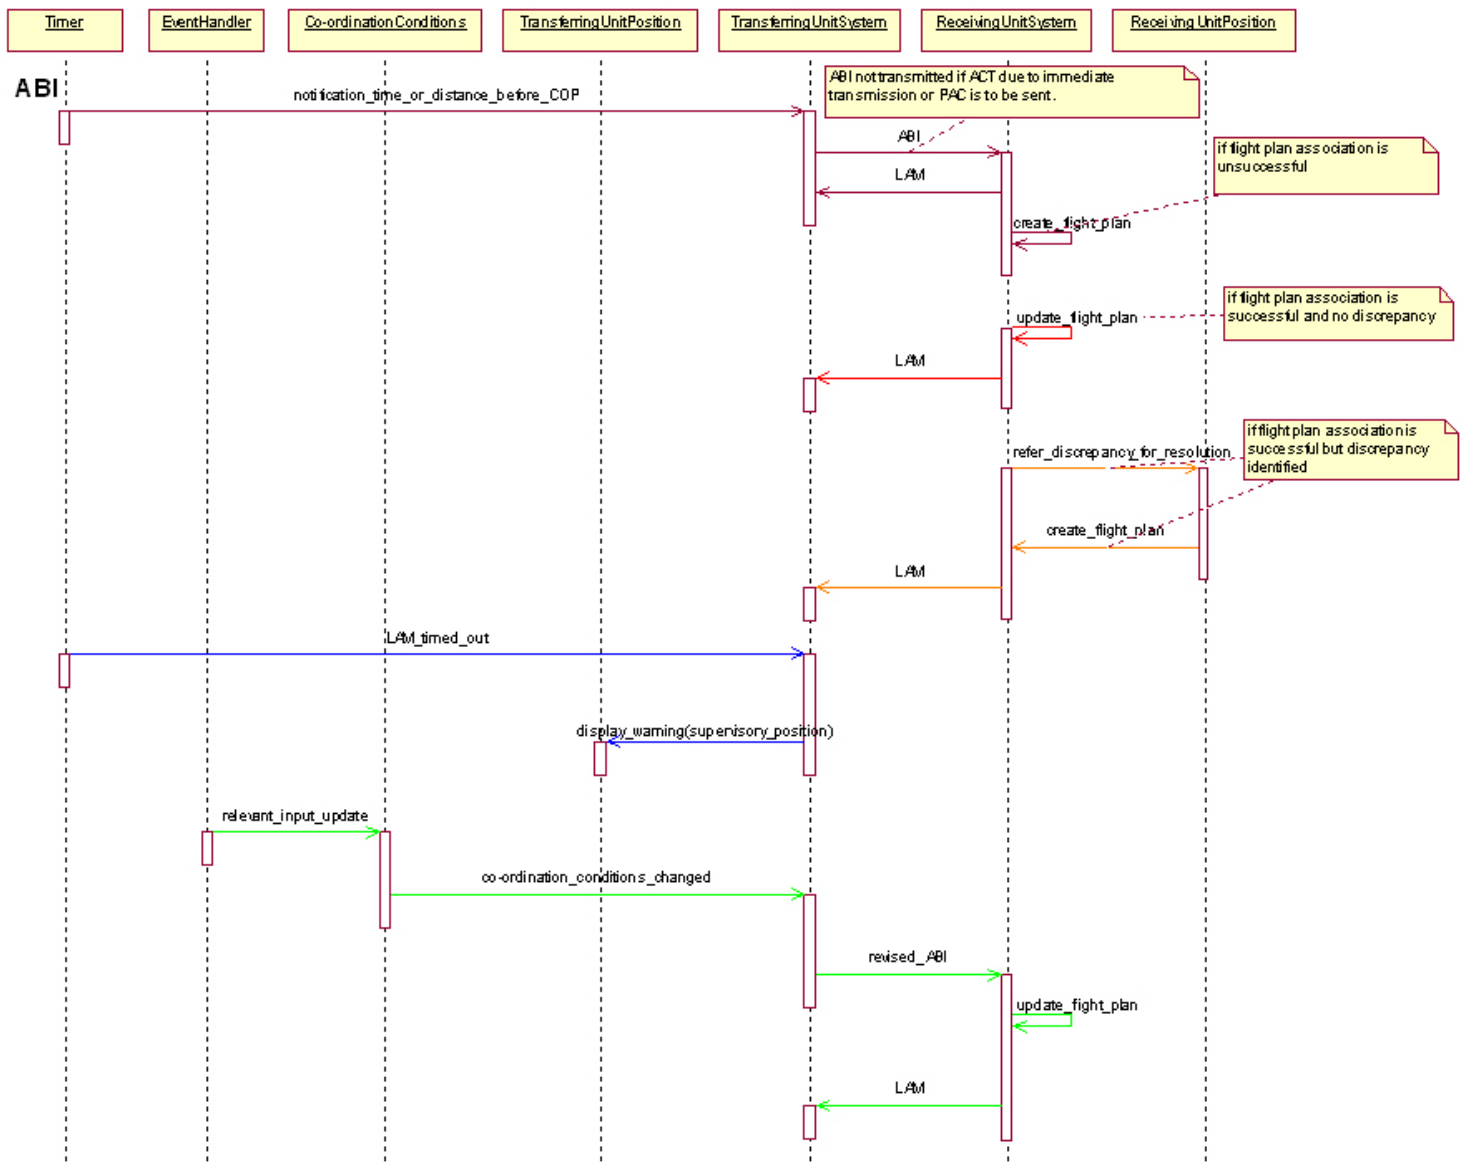 Timer
EventHandler
Co-ordinationConditions
TransferringUnitPosition
TransferringUnitSystem
ReceivingUnitSystem
ReceivingUnitPosition
ABI
notification_time_or_distance_before_COP
ABI not transmitted if ACT due to immediate
transmission or PAC is to be sent.
ABI
if flight plan association is
unsuccessful
LAM
create_flight_plan
if flight plan association is
successful and no discrepancy
update_flight_plan
LAM
if flight plan association is
successful but discrepancy
identified
refer_discrepancy_for_resolution
create_flight_plan
LAM
LAM_timed_out
display_warning(supervisory_position)
relevant_input_update
co-ordination_conditions_changed
revised_ABI
update_flight_plan
LAM